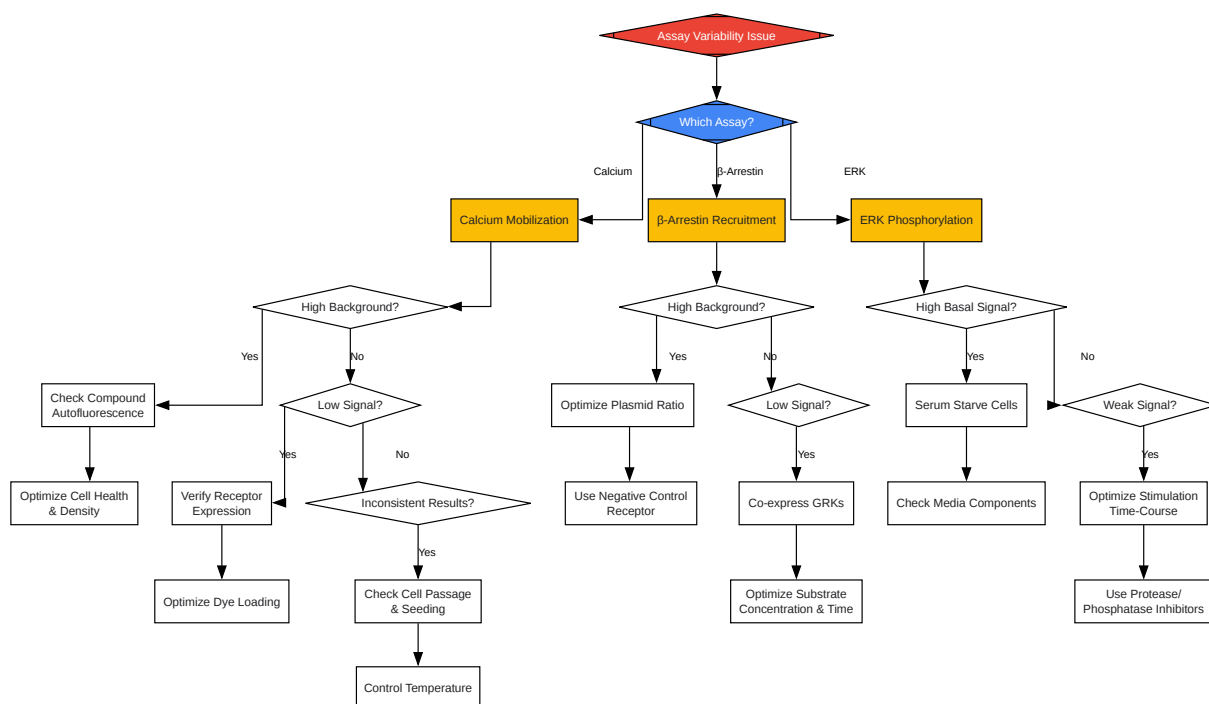 Assay Variability Issue
Which Assay?
Calcium
β-Arrestin
ERK
Calcium Mobilization
β-Arrestin Recruitment
ERK Phosphorylation
High Background?
High Background?
High Basal Signal?
Yes
No
Yes
No
Yes
No
Check Compound
Autofluorescence
Low Signal?
Optimize Plasmid Ratio
Low Signal?
Serum Starve Cells
Weak Signal?
Yes
No
Yes
Yes
Optimize Cell Health
& Density
Verify Receptor
Expression
Inconsistent Results?
Use Negative Control
Receptor
Co-express GRKs
Check Media Components
Optimize Stimulation
Time-Course
Yes
Optimize Dye Loading
Check Cell Passage
& Seeding
Optimize Substrate
Concentration & Time
Use Protease/
Phosphatase Inhibitors
Control Temperature